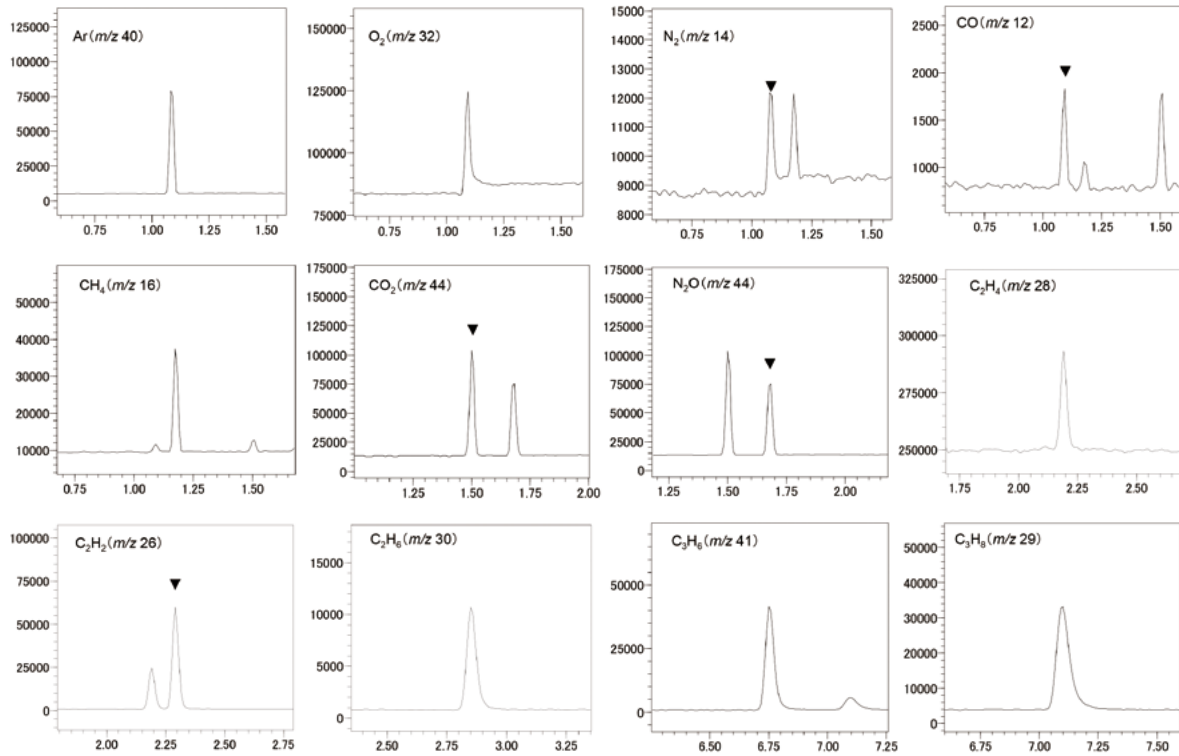 Ar(m/z 40)
125000
100000
75000
50000
25000
0
0.75 1.00 1.25 1.50
O₂(m/z 32)
150000
125000
100000
75000
0.75 1.00 1.25 1.50
N₂(m/z 14)
15000
14000
13000
12000
11000
10000
9000
8000
0.75 1.00 1.25 1.50
CO(m/z 12)
2500
2000
1500
1000
0.75 1.00 1.25 1.50
CH₄(m/z 16)
50000
40000
30000
20000
10000
0.75 1.00 1.25 1.50
CO₂(m/z 44)
175000
150000
125000
100000
75000
50000
25000
0
1.25 1.50 1.75 2.00
N₂O(m/z 44)
175000
150000
125000
100000
75000
50000
25000
0
1.25 1.50 1.75 2.00
C₂H₄(m/z 28)
325000
300000
275000
250000
1.75 2.00 2.25 2.50
C₂H₂(m/z 26)
100000
75000
50000
25000
0
2.00 2.25 2.50 2.75
C₂H₆(m/z 30)
15000
10000
5000
0
2.50 2.75 3.00 3.25
C₃H₆(m/z 41)
50000
25000
0
6.50 6.75 7.00 7.25
C₃H₈(m/z 29)
50000
40000
30000
20000
10000
0
6.75 7.00 7.25 7.50